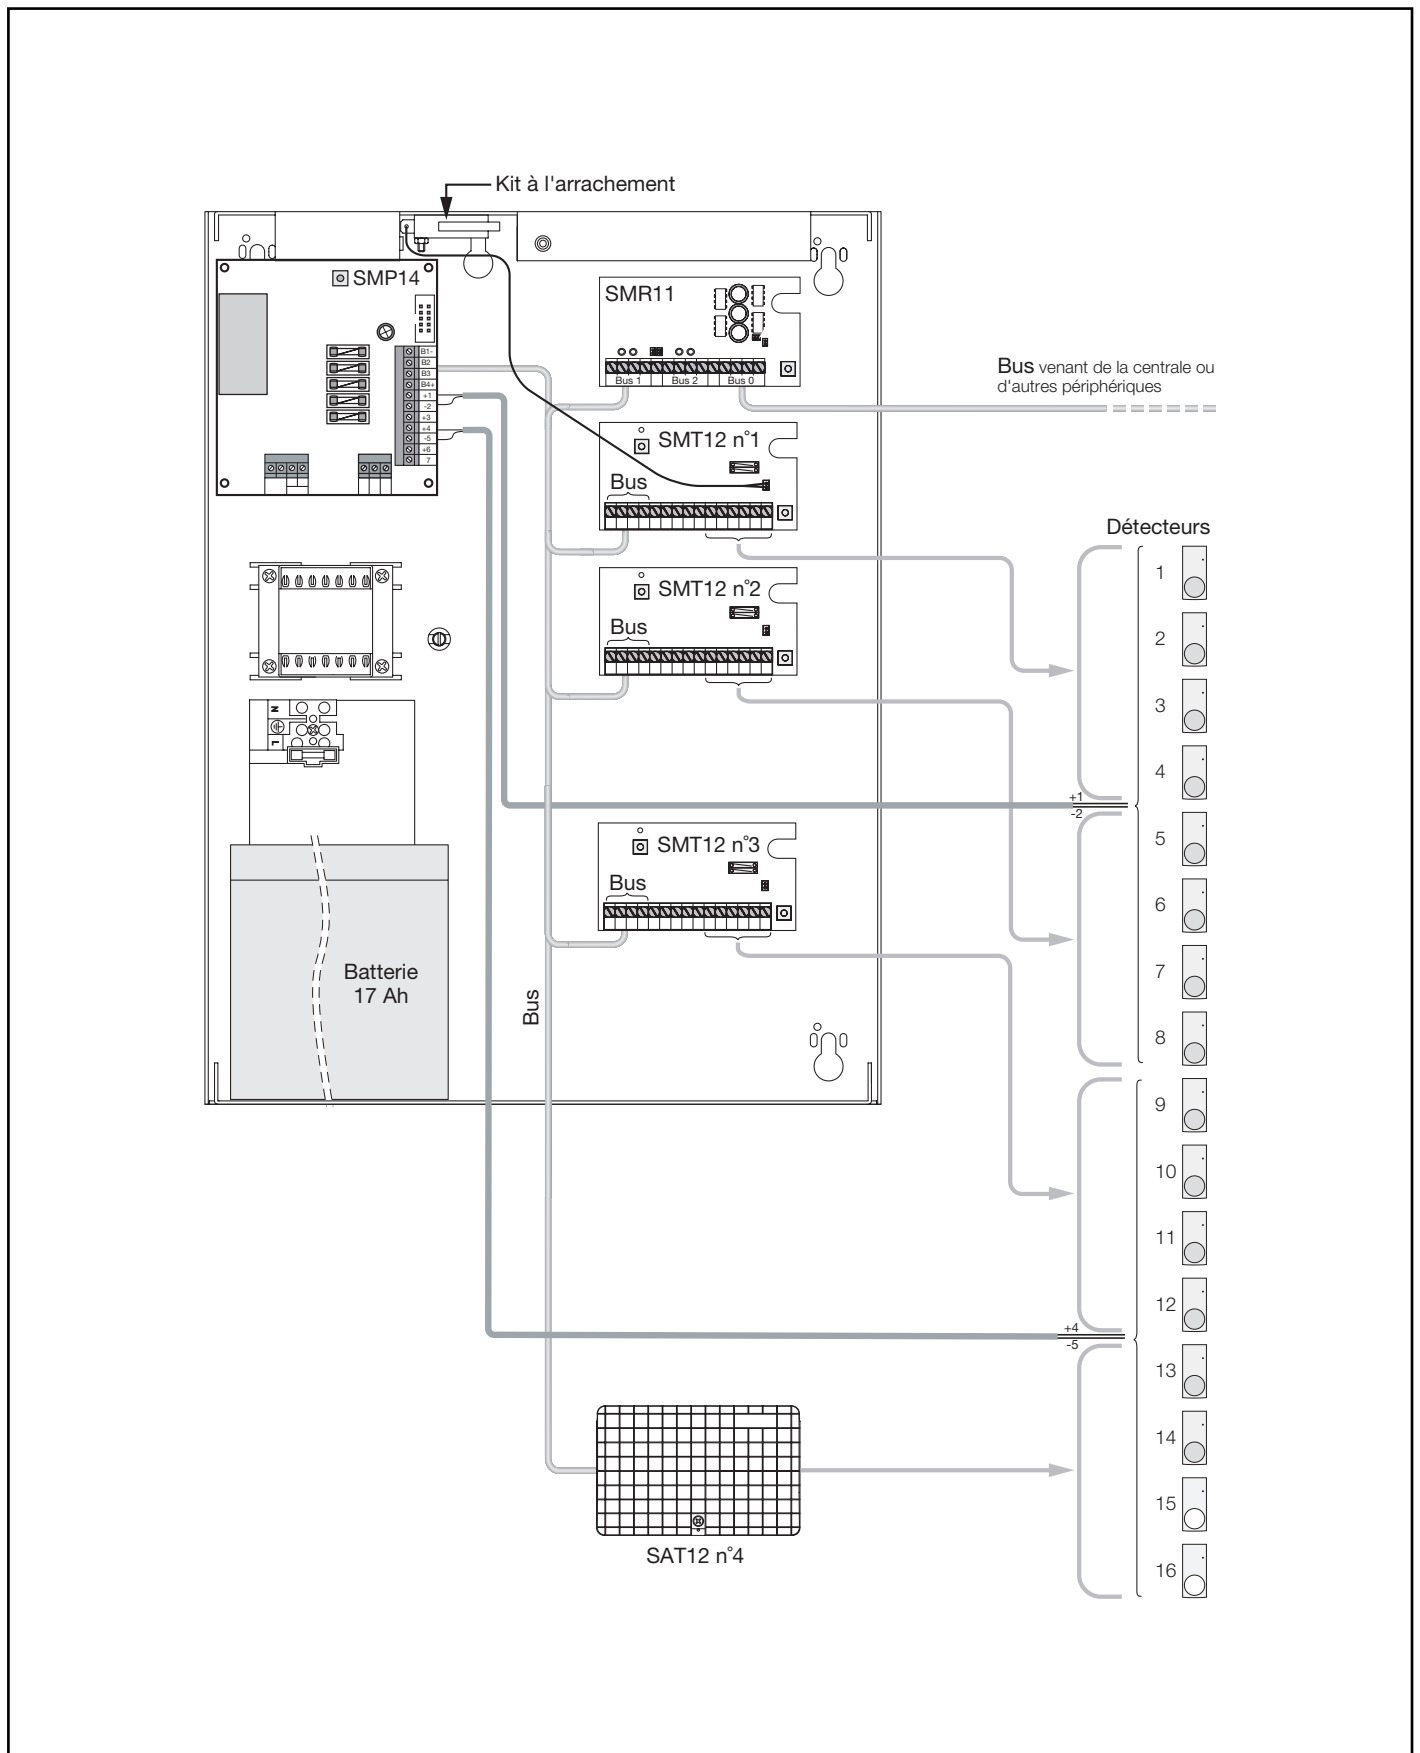 Kit à l'arrachement
SMP14
B1-
B2
B3
B4+
+1
-2
+3
+4
-5
+6
7
SMR11
Bus 1 Bus 2 Bus 0
Bus venant de la centrale ou
d'autres périphériques
SMT12 n°1
Bus
SMT12 n°2
Bus
N
L
+1
-2
SMT12 n°3
Bus
Batterie
17 Ah
Bus
Détecteurs
1
2
3
4
5
6
7
8
9
10
11
12
+4
-5
13
14
15
16
SAT12 n°4